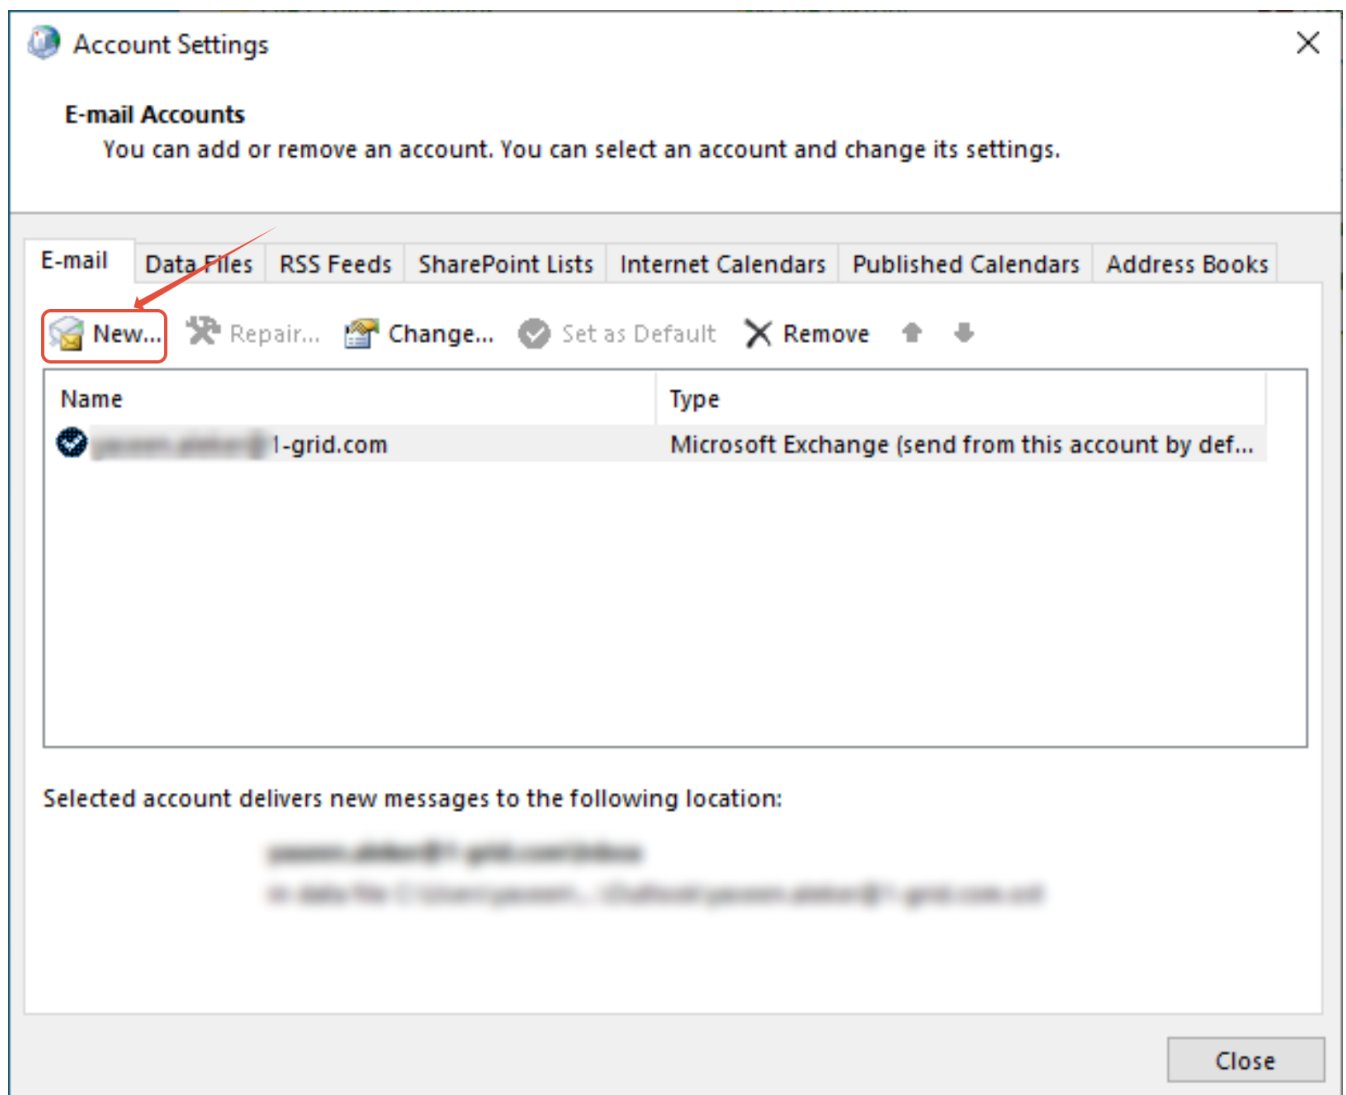 Account Settings
E-mail Accounts
You can add or remove an account. You can select an account and change its settings.
E-mail Data Files RSS Feeds SharePoint Lists Internet Calendars Published Calendars Address Books
New... Repair... Change... Set as Default Remove
Name Type
1-grid.com Microsoft Exchange (send from this account by def...
Selected account delivers new messages to the following location:
Close